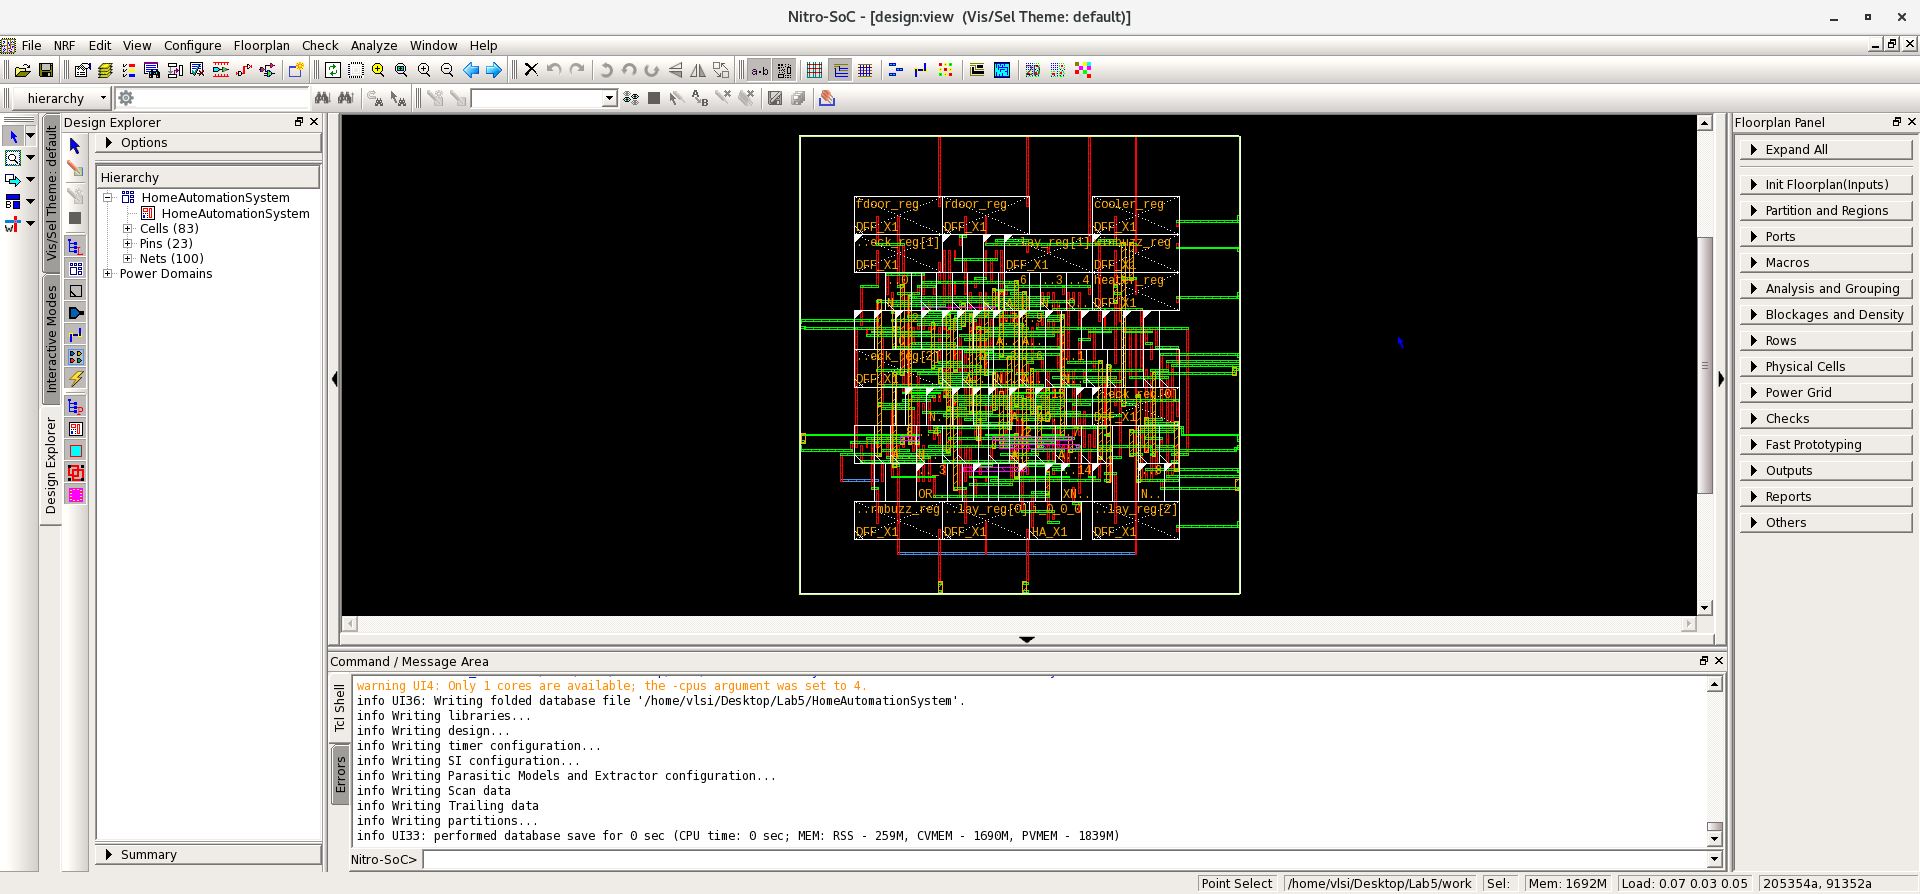 Nitro-SoC - [design:view  (Vis/Sel Theme: default)]
File NRF Edit View Configure Floorplan Check Analyze Window Help
hierarchy
Design Explorer
Options
Hierarchy
HomeAutomationSystem
HomeAutomationSystem
Cells (83)
Pins (23)
Nets (100)
Power Domains
Summary
Vis/Sel Theme: default
Interactive Modes
Design Explorer
fdoor_reg rdoor_reg cooler_reg
DFF_X1 DFF_X1 DFF_X1
..eck_reg[1] ..lay_reg[1]
DFF_X1 DFF_X1 DFF_X1
heater_reg
DFF_X1
..eck_reg[2]
DFF_X1
..rmbuzz_reg ..lay_reg[0] ..lay_reg[2]
DFF_X1 DFF_X1 HA_X1 DFF_X1
Floorplan Panel
Expand All
Init Floorplan(Inputs)
Partition and Regions
Ports
Macros
Analysis and Grouping
Blockages and Density
Rows
Physical Cells
Power Grid
Checks
Fast Prototyping
Outputs
Reports
Others
Command / Message Area
Tcl Shell
Errors
warning UI4: Only 1 cores are available; the -cpus argument was set to 4.
info UI36: Writing folded database file '/home/vlsi/Desktop/Lab5/HomeAutomationSystem'.
info Writing libraries...
info Writing design...
info Writing timer configuration...
info Writing SI configuration...
info Writing Parasitic Models and Extractor configuration...
info Writing Scan data
info Writing Trailing data
info Writing partitions...
info UI33: performed database save for 0 sec (CPU time: 0 sec; MEM: RSS - 259M, CVMEM - 1690M, PVMEM - 1839M)
Nitro-SoC>
Point Select /home/vlsi/Desktop/Lab5/work Sel: Mem: 1692M Load: 0.07 0.03 0.05 205354a, 91352a